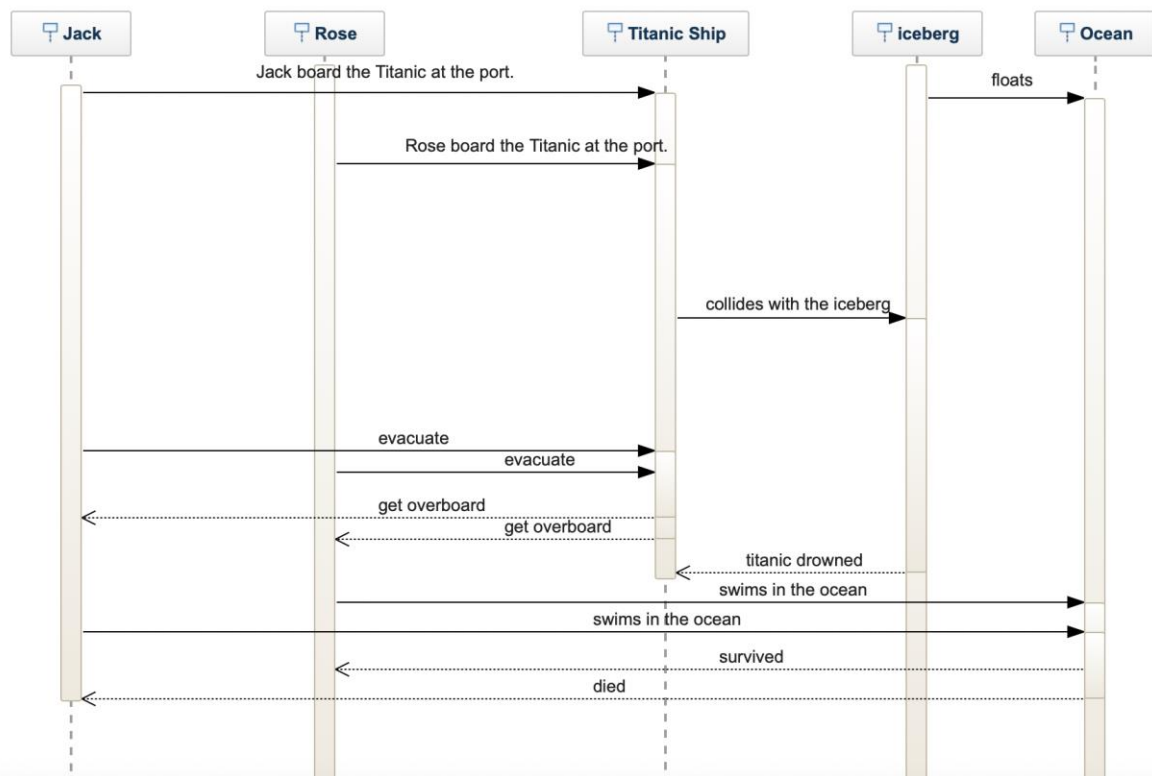 Jack
Rose
Titanic Ship
iceberg
Ocean
Jack board the Titanic at the port.
floats
Rose board the Titanic at the port.
collides with the iceberg
evacuate
evacuate
get overboard
get overboard
titanic drowned
swims in the ocean
swims in the ocean
survived
died